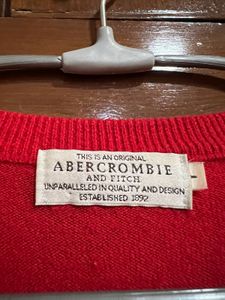 THIS IS AN ORIGINAL
ABERCROMBIE
AND FITCH
UNPARALLELED IN QUALITY AND DESIGN
ESTABLISHED 1892